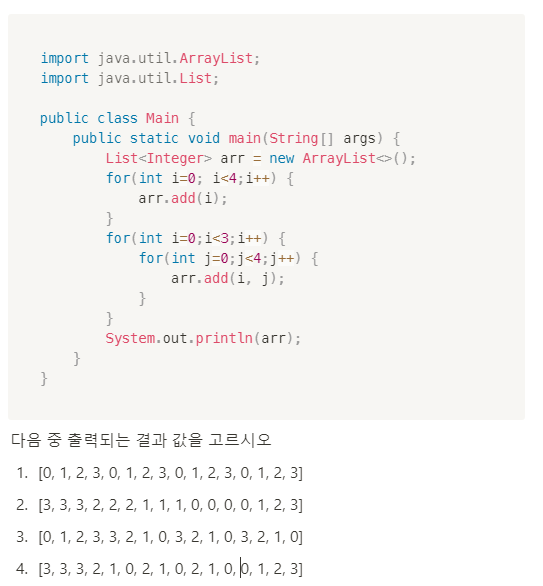 import java.util.ArrayList;
import java.util.List;
public class Main {
public static void main(String[] args) {
List<Integer> arr = new ArrayList<>();
for(int i=0; i<4;i++) {
arr.add(i);
}
for(int i=0;i<3;i++) {
for(int j=0;j<4;j++) {
arr.add(i, j);
}
}
System.out.println(arr);
}
}
다음 중 출력되는 결과 값을 고르시오
1. [0, 1, 2, 3, 0, 1, 2, 3, 0, 1, 2, 3, 0, 1, 2, 3]
2. [3, 3, 3, 2, 2, 2, 1, 1, 1, 0, 0, 0, 0, 1, 2, 3]
3. [0, 1, 2, 3, 3, 2, 1, 0, 3, 2, 1, 0, 3, 2, 1, 0]
4. [3, 3, 3, 2, 1, 0, 2, 1, 0, 2, 1, 0, 0, 1, 2, 3]